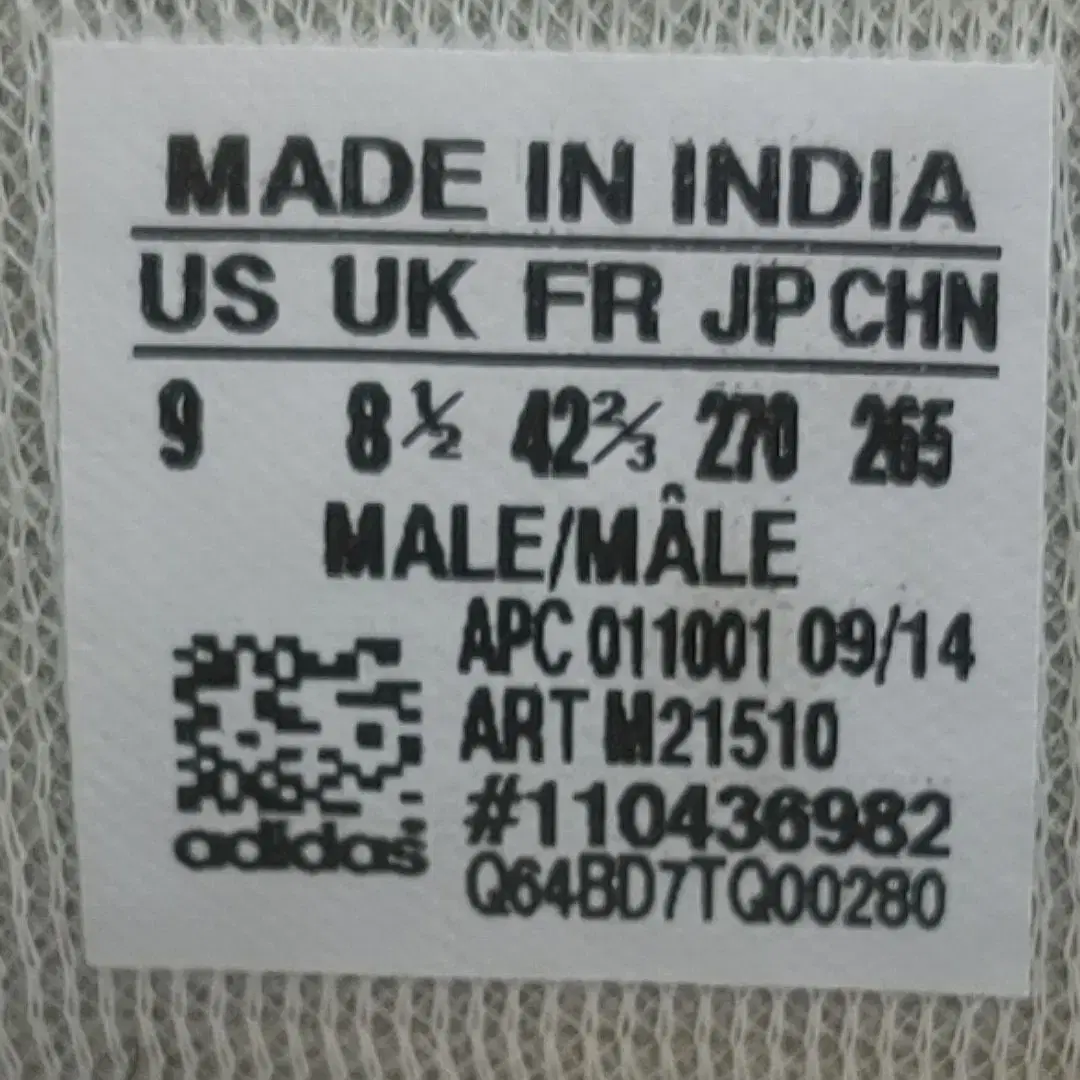 MADE IN INDIA
US UK FR JP CHN
9 8½ 42⅔ 270 265
MALE/MÂLE
APC 011001 09/14
ART M21510
#110436982
adidas
Q64BD7TQ00280